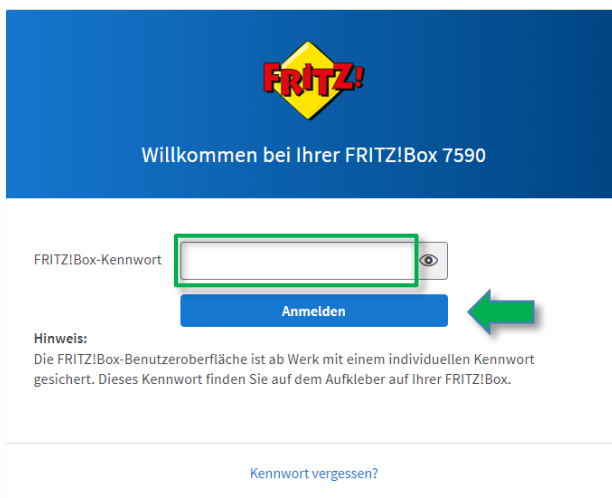 FRITZ!
Willkommen bei Ihrer FRITZ!Box 7590
FRITZ!Box-Kennwort
Anmelden
Hinweis:
Die FRITZ!Box-Benutzeroberfläche ist ab Werk mit einem individuellen Kennwort
gesichert. Dieses Kennwort finden Sie auf dem Aufkleber auf Ihrer FRITZ!Box.
Kennwort vergessen?